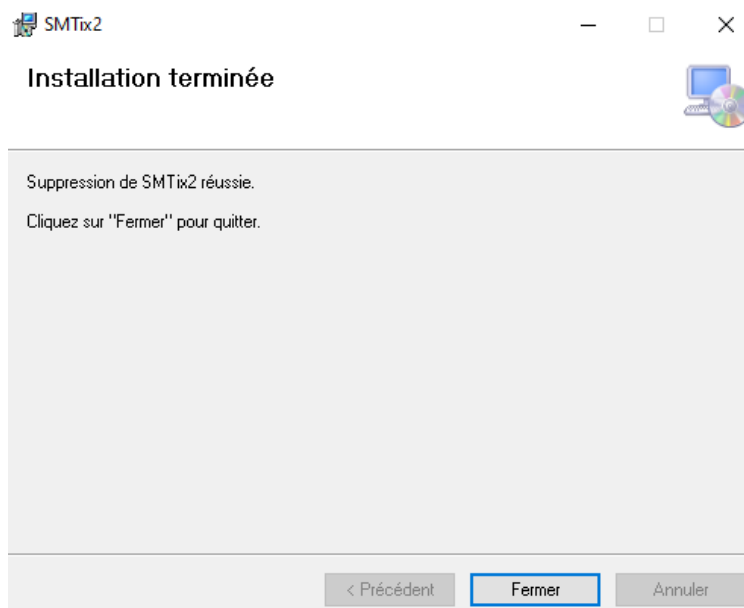 SMTix2
Installation terminée
Suppression de SMTix2 réussie.
Cliquez sur "Fermer" pour quitter.
< Précédent
Fermer
Annuler